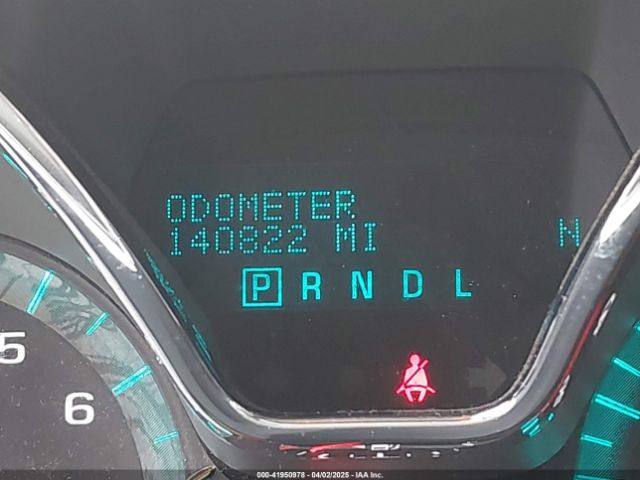 ODOMETER
140822 MI N
P R N D L
5
6
000-41950978 - 04/02/2025 - IAA Inc.